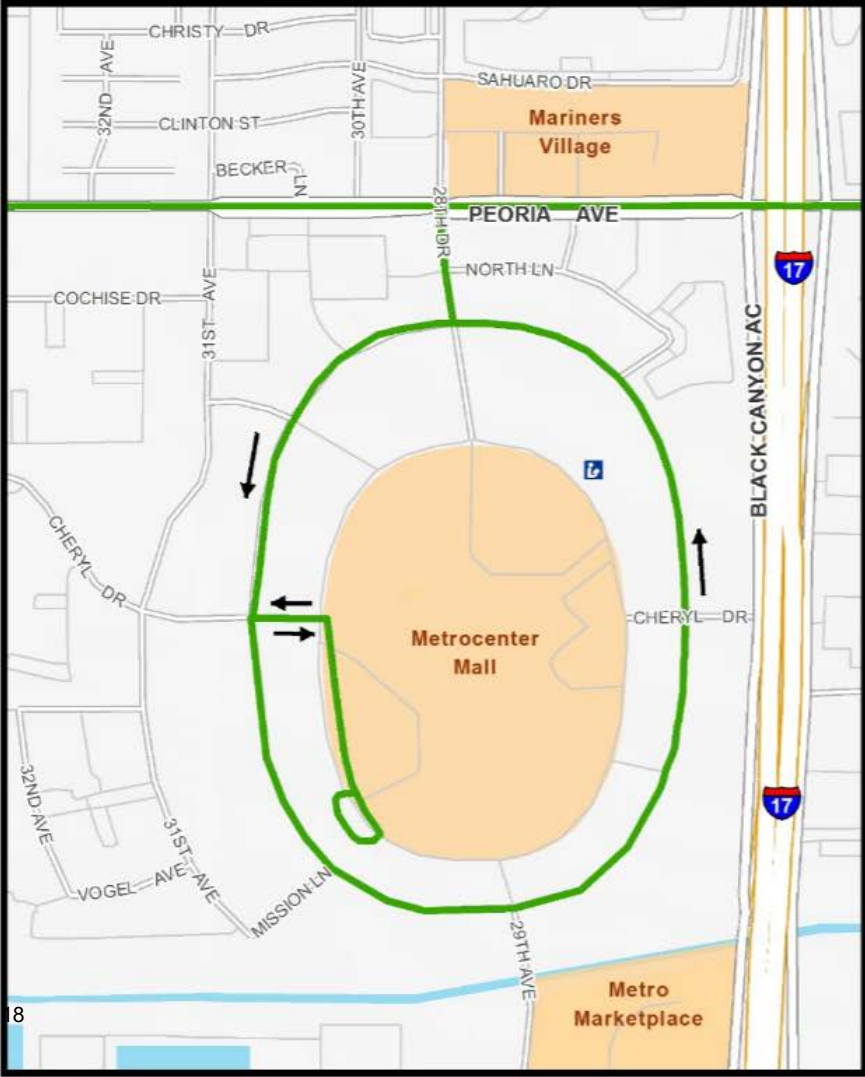 CHRISTY DR
32ND AVE
30TH AVE
SAHUARO DR
CLINTON ST
Mariners
Village
BECKER
LN
28TH DR
PEORIA AVE
NORTH LN
17
COCHISE DR
31ST AVE
BLACK CANYON AC
CHERYL DR
CHERYL DR
Metrocenter
Mall
32ND AVE
31ST AVE
17
VOGEL AVE
MISSION LN
29TH AVE
Metro
Marketplace
18